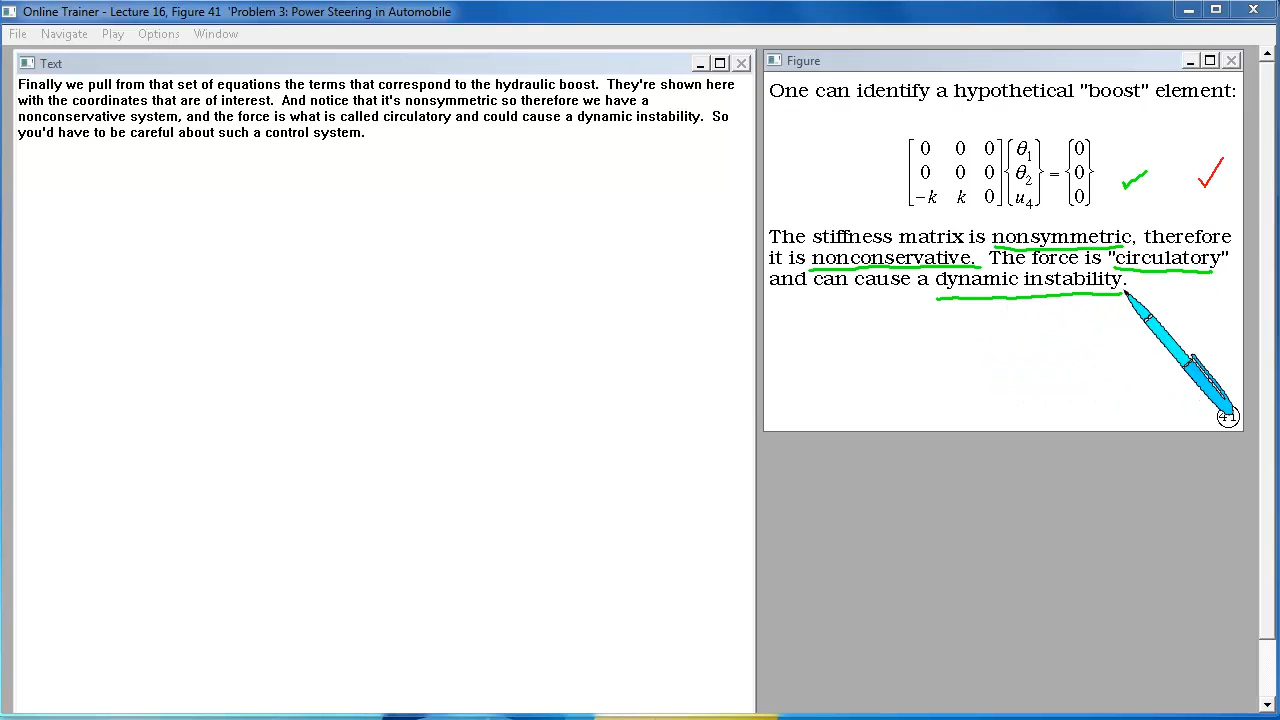 Online Trainer - Lecture 16, Figure 41 'Problem 3: Power Steering in Automobile
File Navigate Play Options Window
Text
Finally we pull from that set of equations the terms that correspond to the hydraulic boost. They're shown here
with the coordinates that are of interest. And notice that it's nonsymmetric so therefore we have a
nonconservative system, and the force is what is called circulatory and could cause a dynamic instability. So
you'd have to be careful about such a control system.
Figure
One can identify a hypothetical "boost" element:
0 0 0 θ1 0
0 0 0 θ2 = 0
-k k 0 u4 0
The stiffness matrix is nonsymmetric, therefore
it is nonconservative. The force is "circulatory"
and can cause a dynamic instability.
41